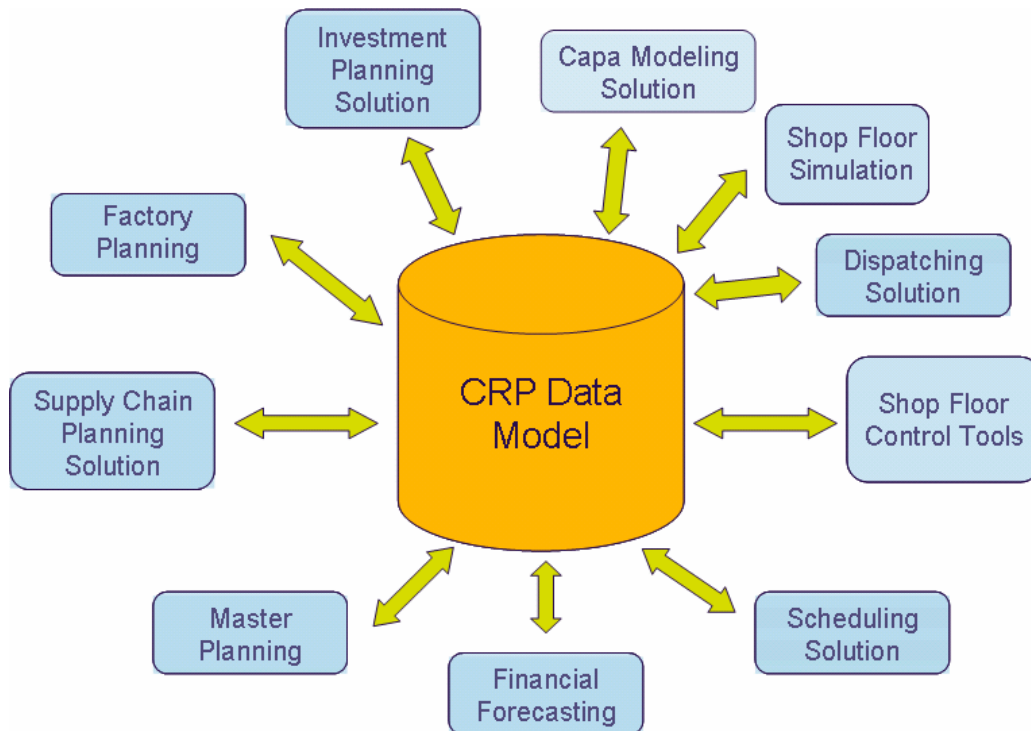 Investment
Planning
Solution
Capa Modeling
Solution
Shop Floor
Simulation
Factory
Planning
Dispatching
Solution
CRP Data
Model
Supply Chain
Planning
Solution
Shop Floor
Control Tools
Master
Planning
Scheduling
Solution
Financial
Forecasting